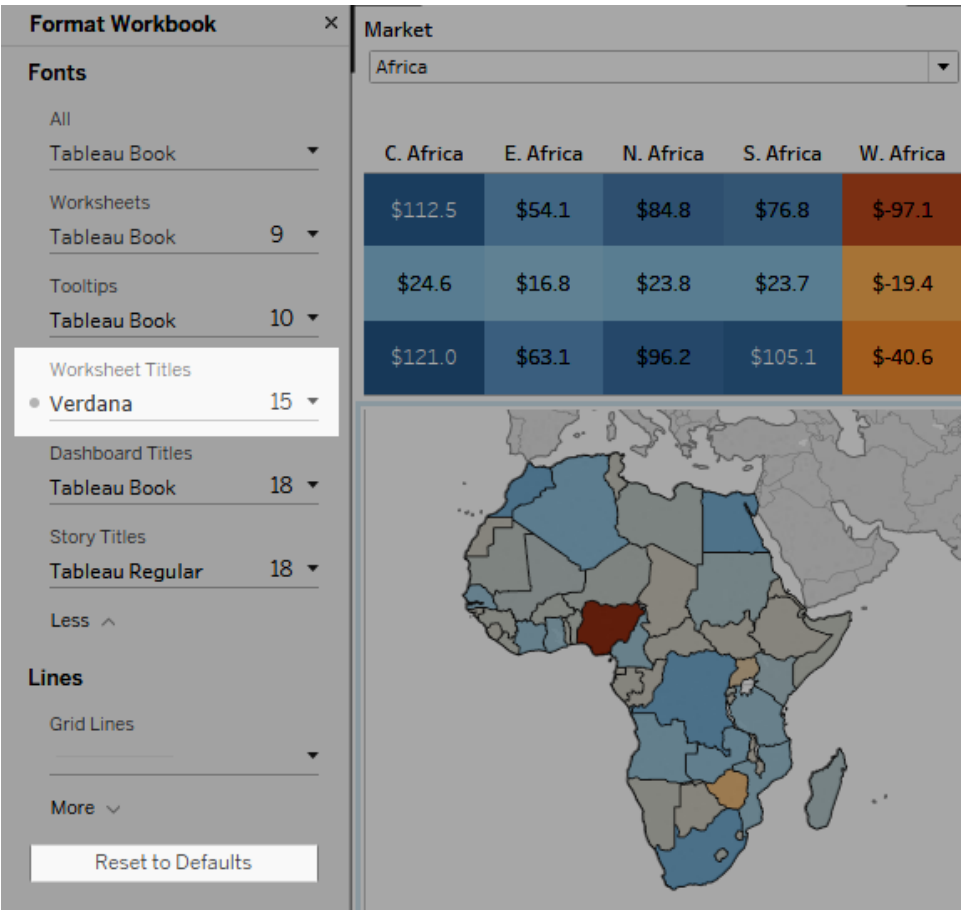 Format Workbook ×
Fonts
All
Tableau Book
Worksheets
Tableau Book 9
Tooltips
Tableau Book 10
Worksheet Titles
Verdana 15
Dashboard Titles
Tableau Book 18
Story Titles
Tableau Regular 18
Less
Lines
Grid Lines
More
Reset to Defaults
Market
Africa
C. Africa E. Africa N. Africa S. Africa W. Africa
$112.5 $54.1 $84.8 $76.8 $-97.1
$24.6 $16.8 $23.8 $23.7 $-19.4
$121.0 $63.1 $96.2 $105.1 $-40.6